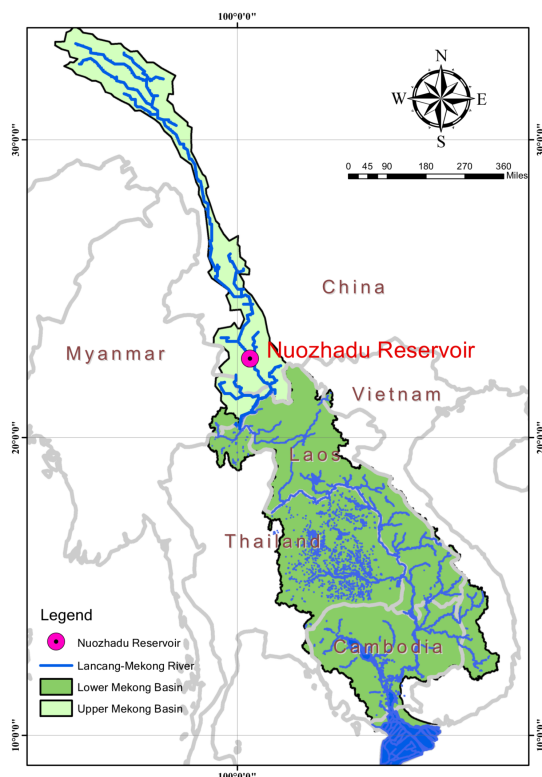 100°0'0"
N
W E
S
30°0'0"
30°0'0"
0 45 90 180 270 360
Miles
China
Myanmar
Nuozhadu Reservoir
Vietnam
20°0'0"
20°0'0"
Laos
Thailand
Legend
Nuozhadu Reservoir
Cambodia
Lancang-Mekong River
Lower Mekong Basin
Upper Mekong Basin
10°0'0"
10°0'0"
100°0'0"